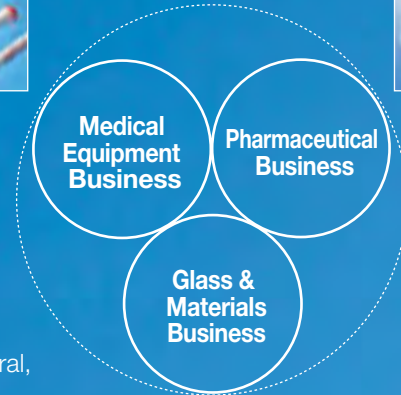 Medical
Equipment
Business
Pharmaceutical
Business
Glass &
Materials
Business
ral,